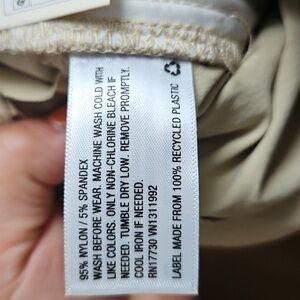 95% NYLON / 5% SPANDEX
WASH BEFORE WEAR. MACHINE WASH COLD WITH
LIKE COLORS. ONLY NON-CHLORINE BLEACH IF
NEEDED. TUMBLE DRY LOW. REMOVE PROMPTLY.
COOL IRON IF NEEDED.
RN17730 VN1311992
LABEL MADE FROM 100% RECYCLED PLASTIC